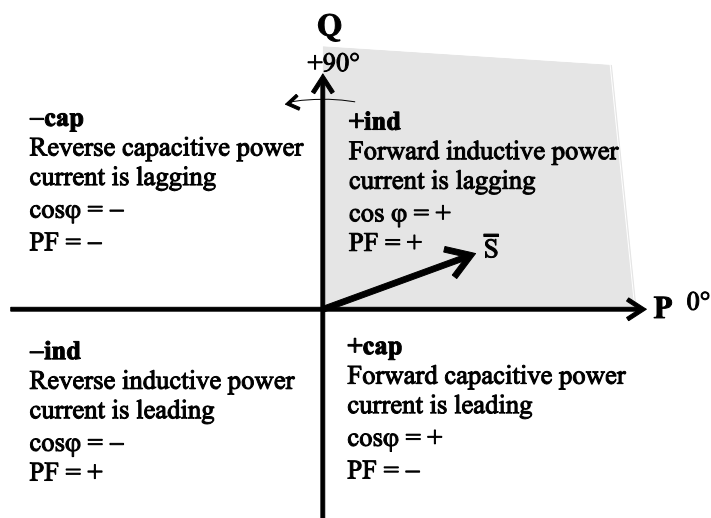 Q
+90°
–cap
Reverse capacitive power
current is lagging
cosφ = –
PF = –
+ind
Forward inductive power
current is lagging
cos φ = +
PF = +
S̅
P 0°
–ind
Reverse inductive power
current is leading
cosφ = –
PF = +
+cap
Forward capacitive power
current is leading
cosφ = +
PF = –